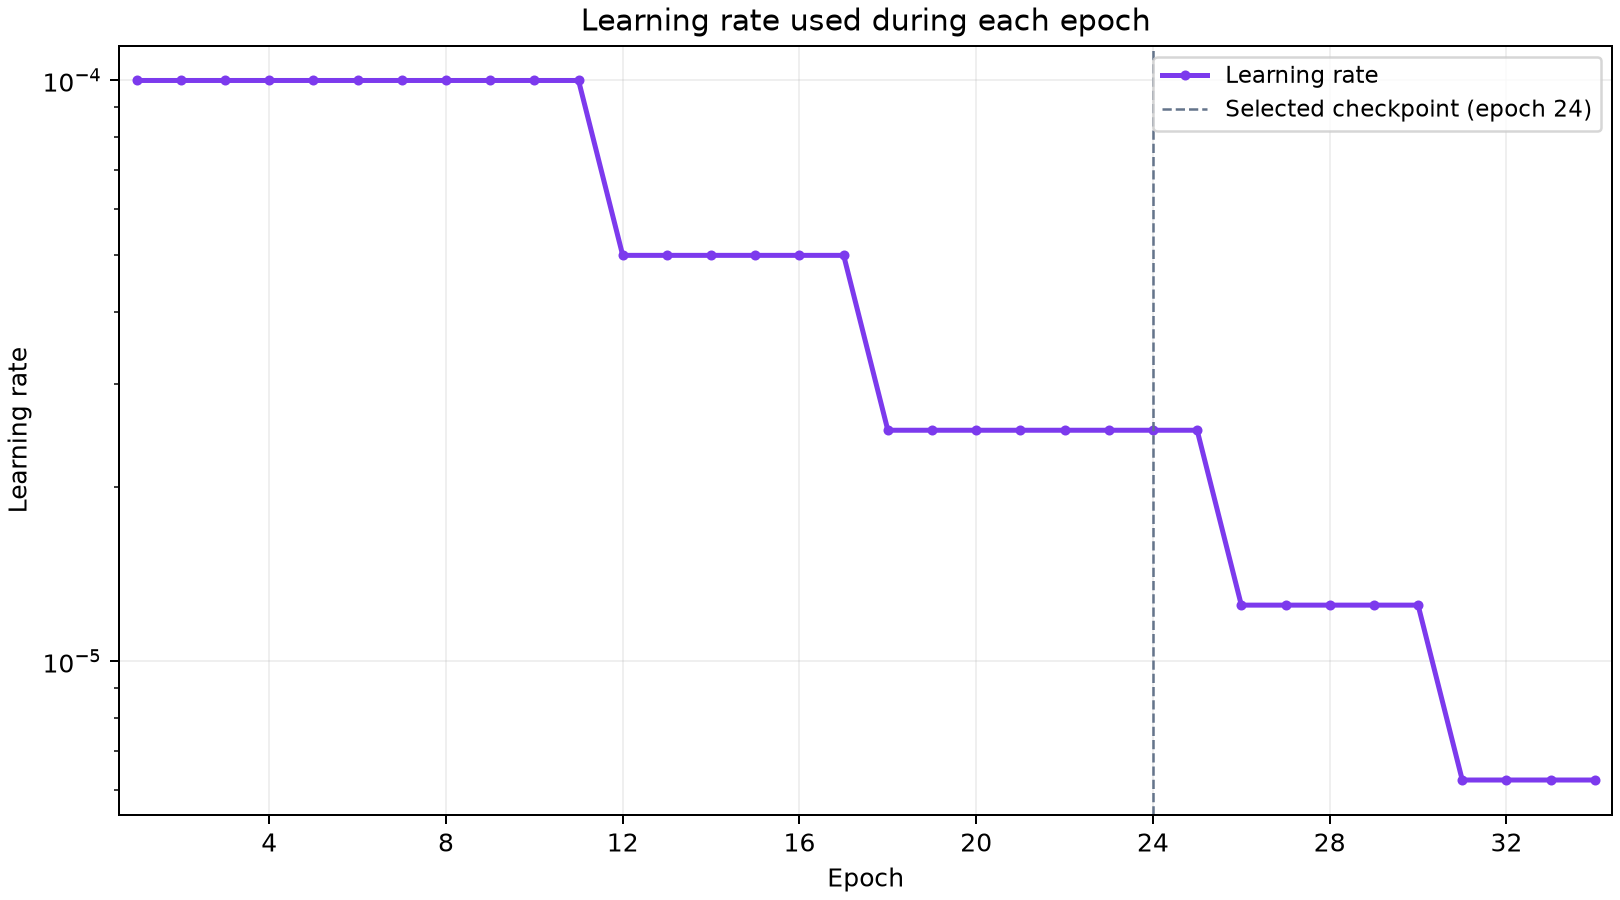 Learning rate used during each epoch
Learning rate
Selected checkpoint (epoch 24)
10⁻⁴
10⁻⁵
Learning rate
4 8 12 16 20 24 28 32
Epoch